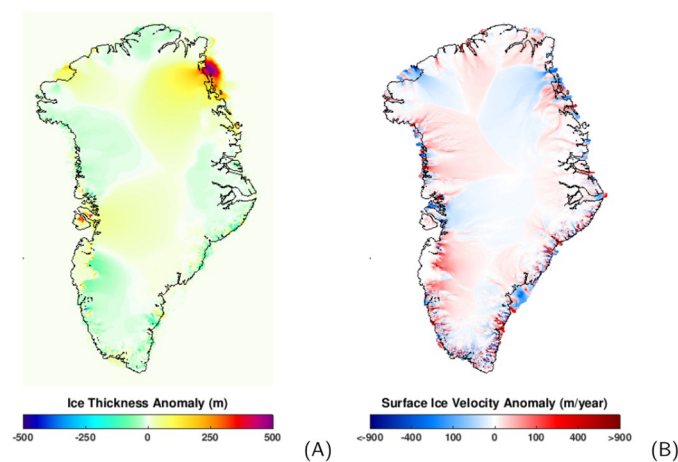 Ice Thickness Anomaly (m)
-500 -250 0 250 500
(A)
Surface Ice Velocity Anomaly (m/year)
<-900 -400 100 0 100 400 >900
(B)